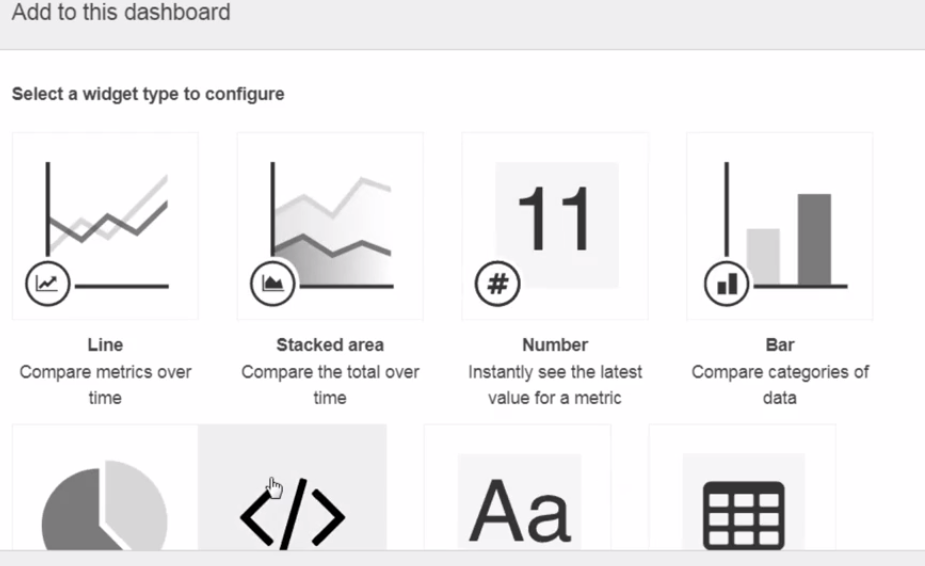 Add to this dashboard
Select a widget type to configure
11
#
Line
Compare metrics over
time
Stacked area
Compare the total over
time
Number
Instantly see the latest
value for a metric
Bar
Compare categories of
data
</>
Aa